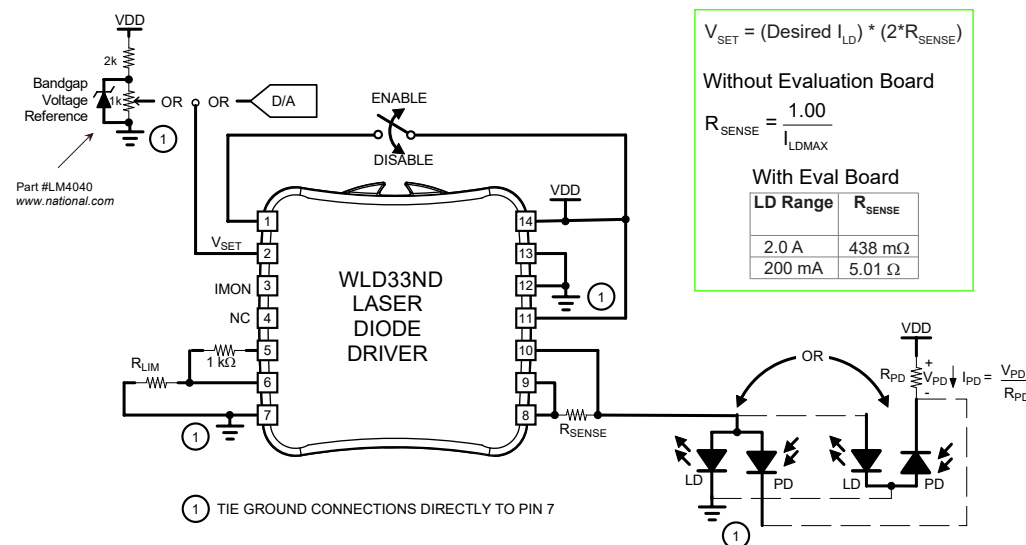 VDD
2k
Bandgap
Voltage
Reference
1k
OR
OR
D/A
1
Part #LM4040
www.national.com
ENABLE
DISABLE
V_SET = (Desired I_LD) * (2*R_SENSE)
Without Evaluation Board
R_SENSE = 1.00 / I_LDMAX
With Eval Board
LD Range R_SENSE
2.0 A 438 mΩ
200 mA 5.01 Ω
VDD
1
2
3
4
5
6
7
14
13
12
11
10
9
8
V_SET
IMON
NC
WLD33ND
LASER
DIODE
DRIVER
1
R_LIM
1 kΩ
1
R_SENSE
OR
VDD
R_PD
+
V_PD
-
I_PD = V_PD / R_PD
LD
PD
LD
PD
1
1 TIE GROUND CONNECTIONS DIRECTLY TO PIN 7